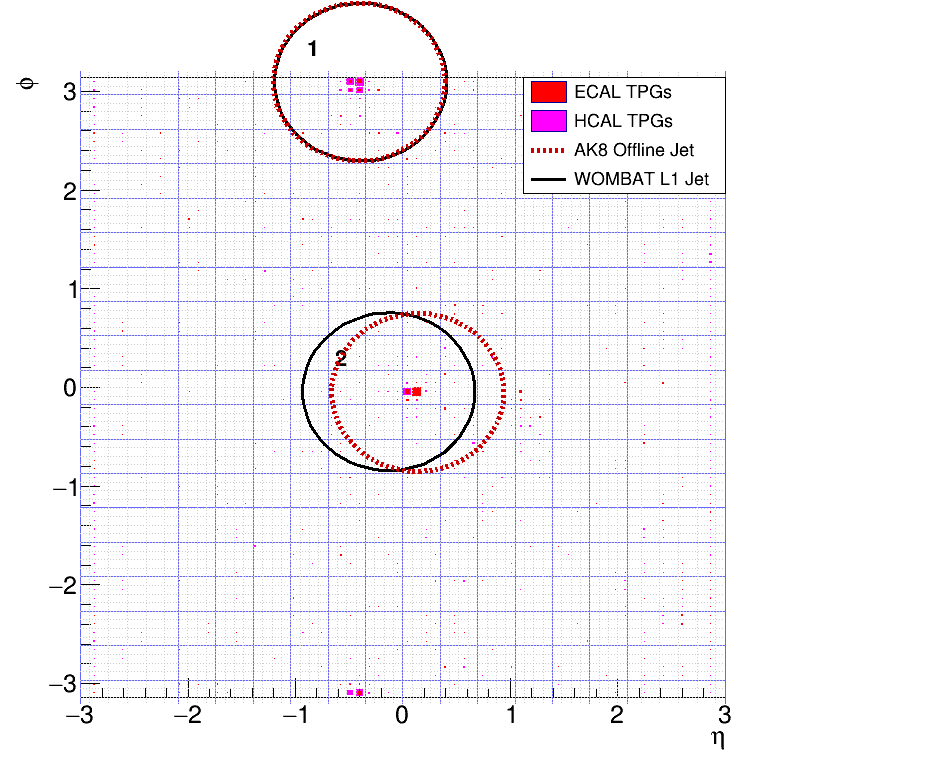 1
ϕ
3
ECAL TPGs
HCAL TPGs
AK8 Offline Jet
2
WOMBAT L1 Jet
1
2
0
−1
−2
−3
−3 −2 −1 0 1 2 3
η